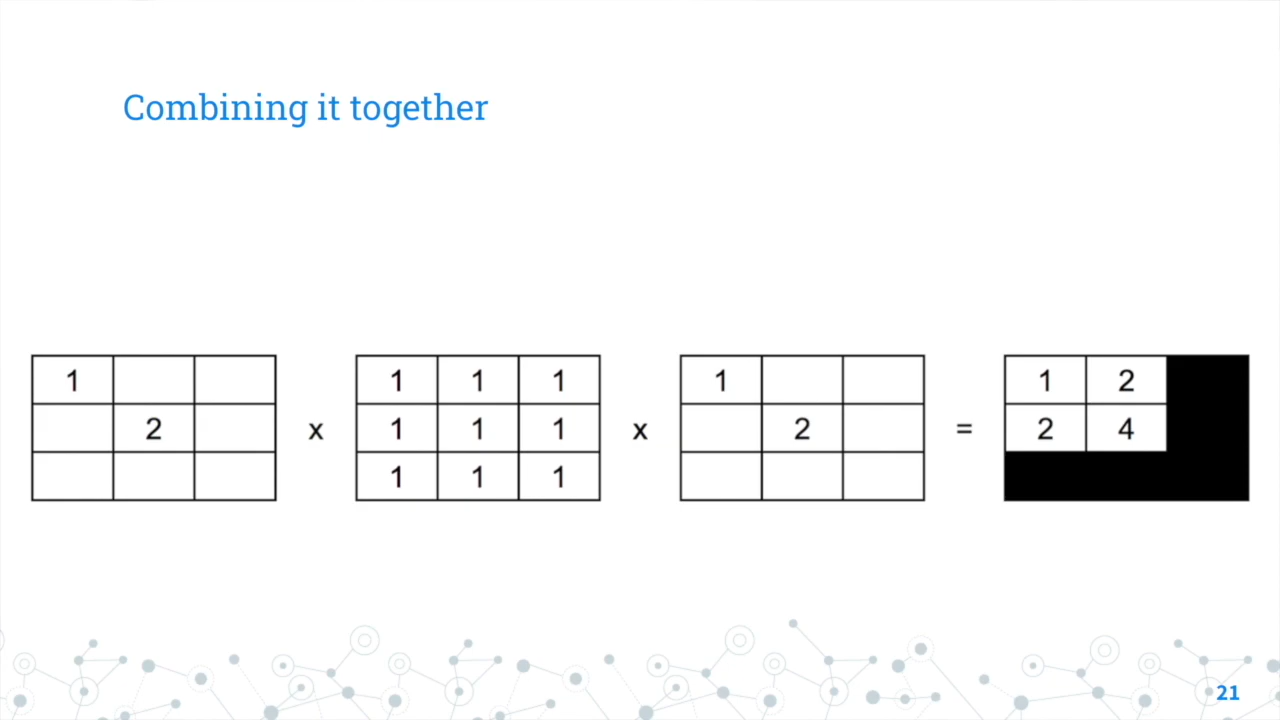 Combining it together
1 1 1 1 1 1 2
2 x 1 1 1 x 2 = 2 4
1 1 1
21